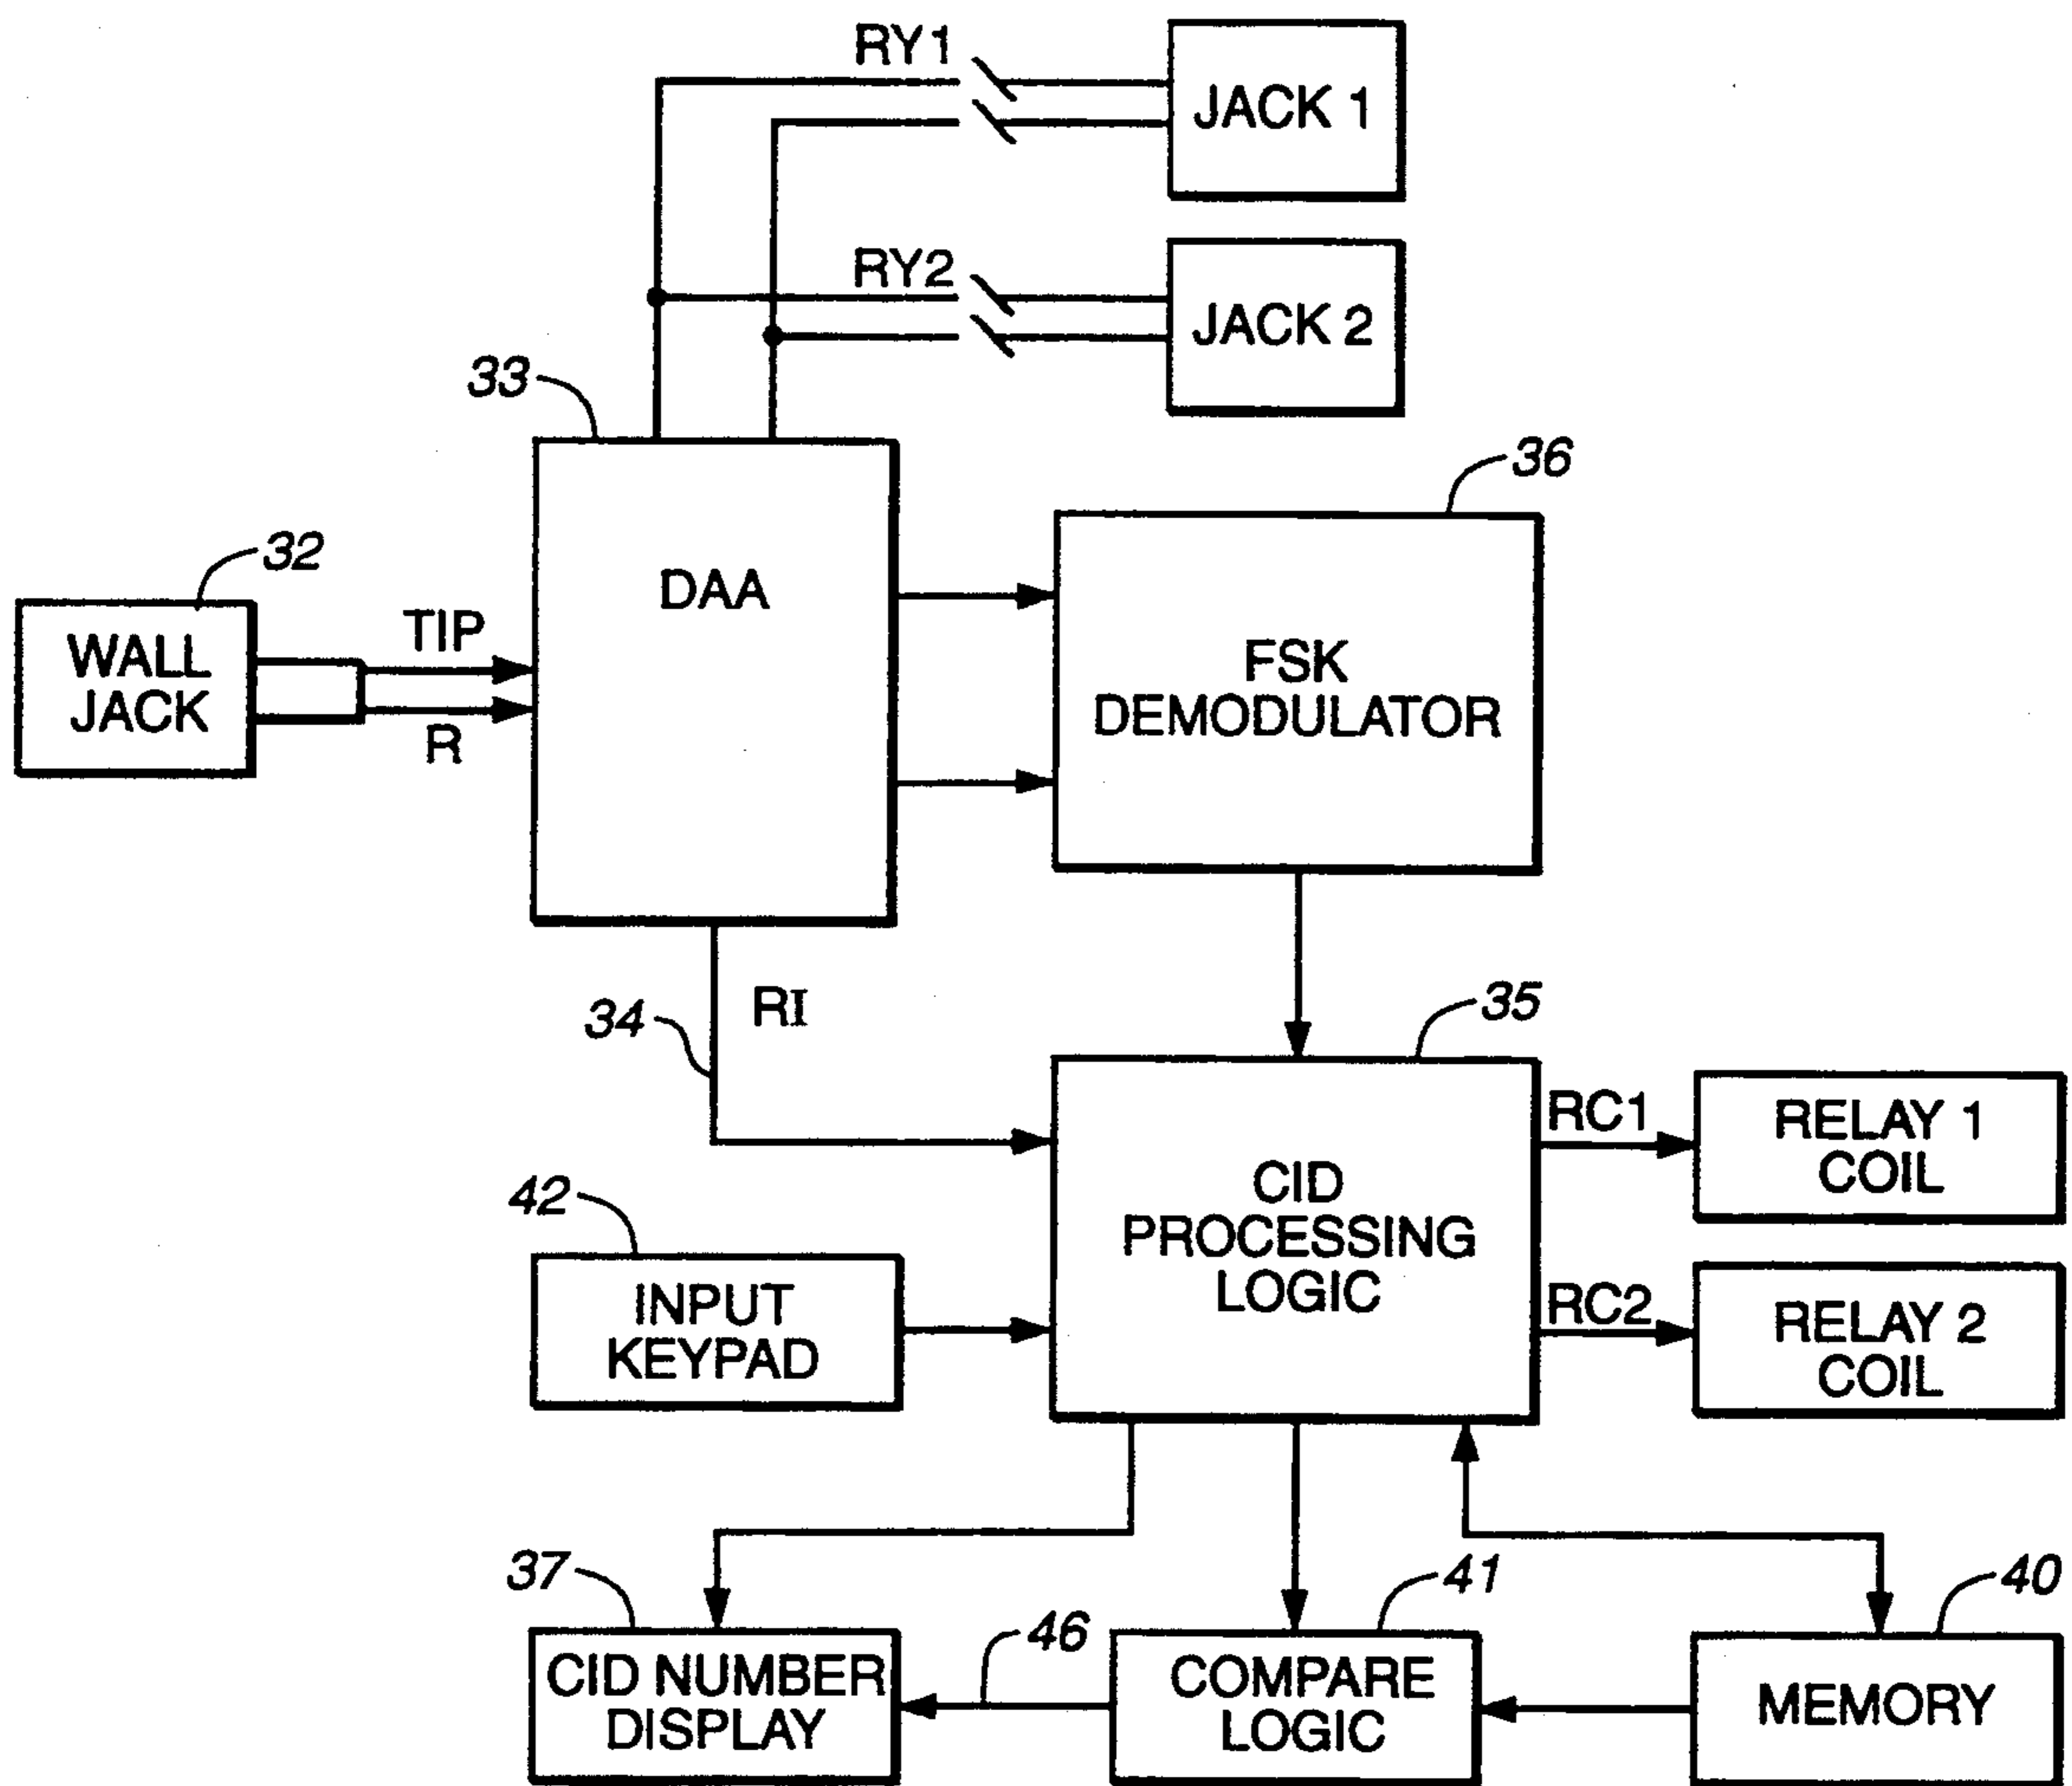 RY1
JACK 1
RY2
JACK 2
33
36
32
DAA
WALL
JACK
TIP
R
FSK
DEMODULATOR
34
RI
35
RC1
RELAY 1
COIL
42
CID
PROCESSING
LOGIC
INPUT
KEYPAD
RC2
RELAY 2
COIL
37
46
41
40
CID NUMBER
DISPLAY
COMPARE
LOGIC
MEMORY